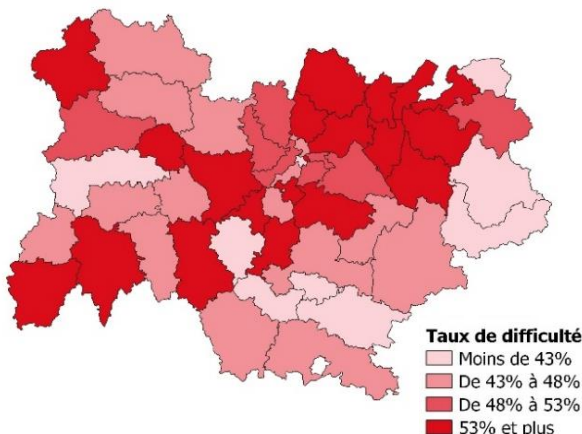 Taux de difficulté
Moins de 43%
De 43% à 48%
De 48% à 53%
53% et plus